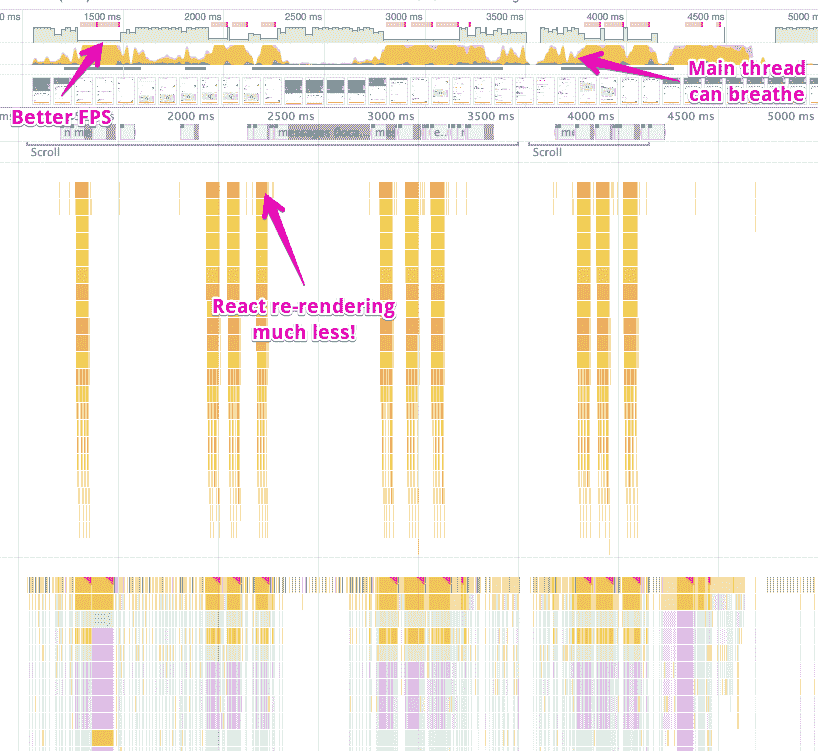 0 ms 1500 ms 2000 ms 2500 ms 3000 ms 3500 ms 4000 ms 4500 ms 5000 m
Main thread
can breathe
Better FPS
2000 ms 2500 ms 3000 ms 3500 ms 4000 ms 4500 ms 5000 ms
Scroll Scroll
React re-rendering
much less!